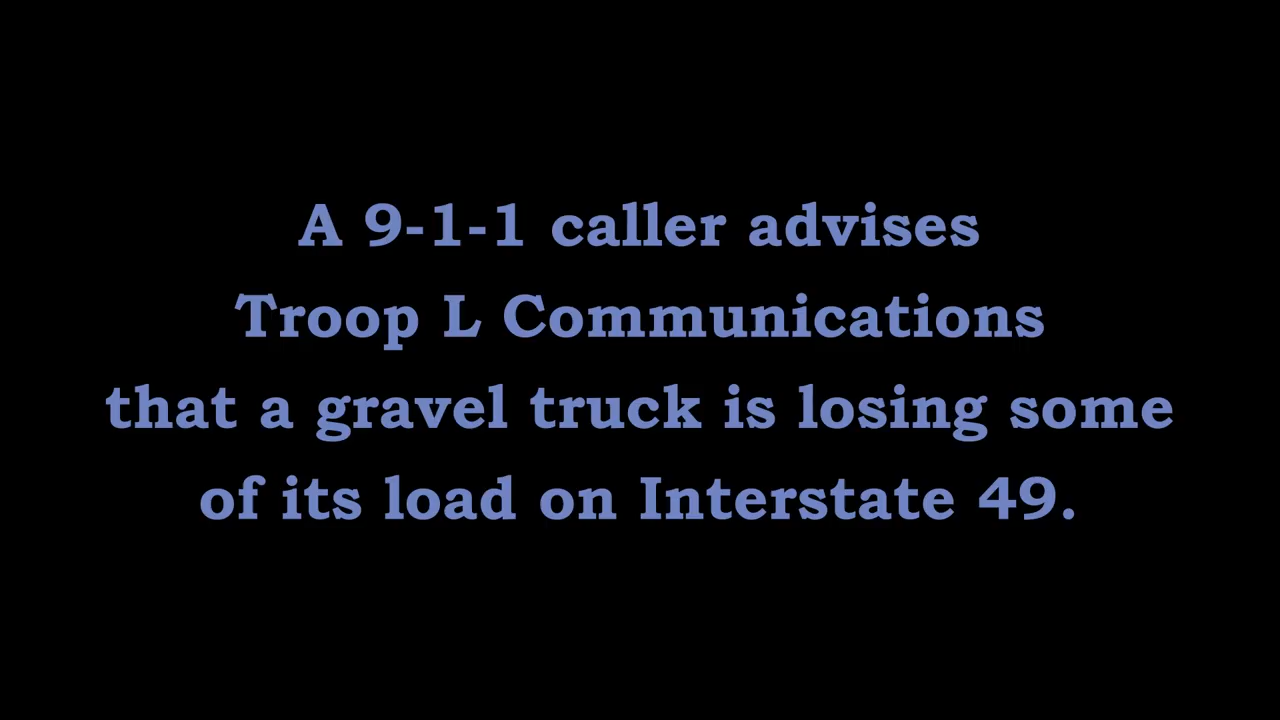 A 9-1-1 caller advises
Troop L Communications
that a gravel truck is losing some
of its load on Interstate 49.